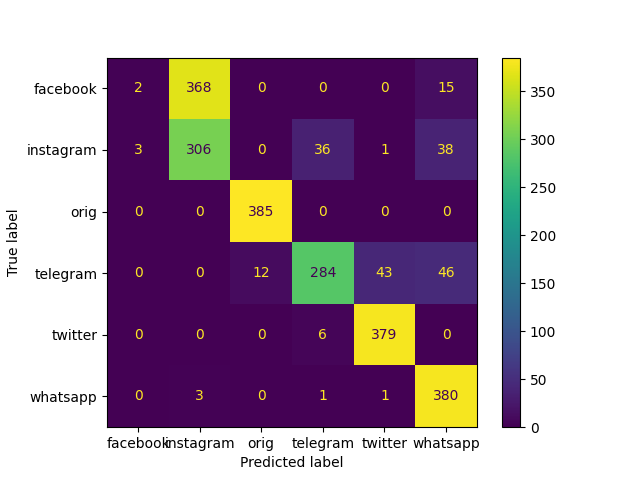 facebook 2 368 0 0 0 15
instagram 3 306 0 36 1 38
orig 0 0 385 0 0 0
telegram 0 0 12 284 43 46
twitter 0 0 0 6 379 0
whatsapp 0 3 0 1 1 380
facebook instagram orig telegram twitter whatsapp
Predicted label
True label
350
300
250
200
150
100
50
0